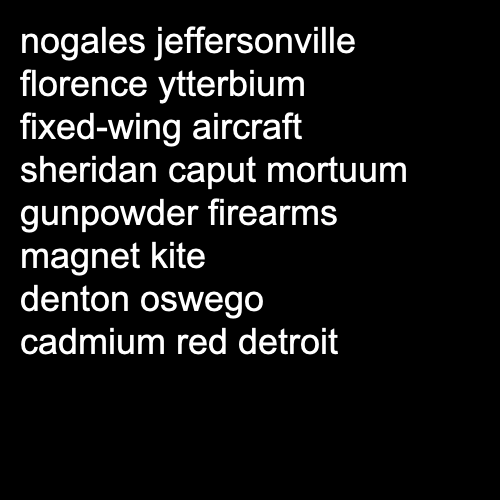 nogales jeffersonville
florence ytterbium
fixed-wing aircraft
sheridan caput mortuum
gunpowder firearms
magnet kite
denton oswego
cadmium red detroit